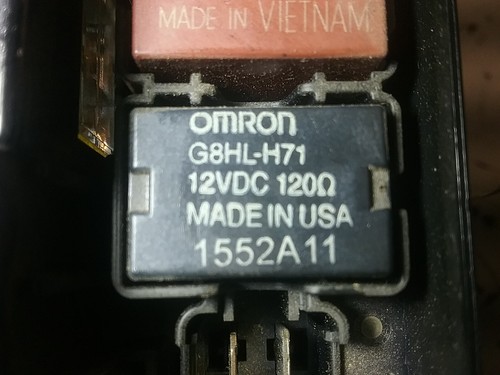 MADE IN VIETNAM
OMRON
G8HL-H71
12VDC 120Ω
MADE IN USA
1552A11